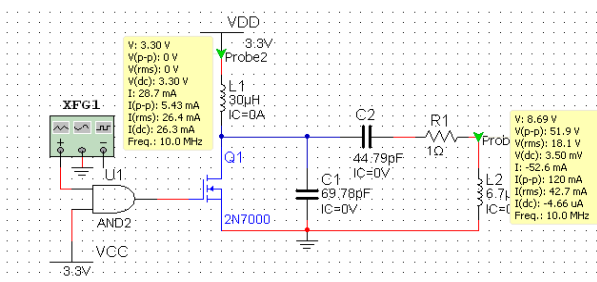 VDD
3.3V
V: 3.30 V
V(p-p): 0 V
V(rms): 0 V
V(dc): 3.30 V
I: 28.7 mA
I(p-p): 5.43 mA
I(rms): 26.4 mA
I(dc): 26.3 mA
Freq.: 10.0 MHz
Probe2
L1
30µH
IC=0A
XFG1
U1
AND2
VCC
3.3V
Q1
2N7000
C1
69.78pF
IC=0V
C2
44.79pF
IC=0V
R1
1Ω
Prob
L2
6.7µ
IC=
V: 8.69 V
V(p-p): 51.9 V
V(rms): 18.1 V
V(dc): 3.50 mV
I: -52.6 mA
I(p-p): 120 mA
I(rms): 42.7 mA
I(dc): -4.66 uA
Freq.: 10.0 MHz